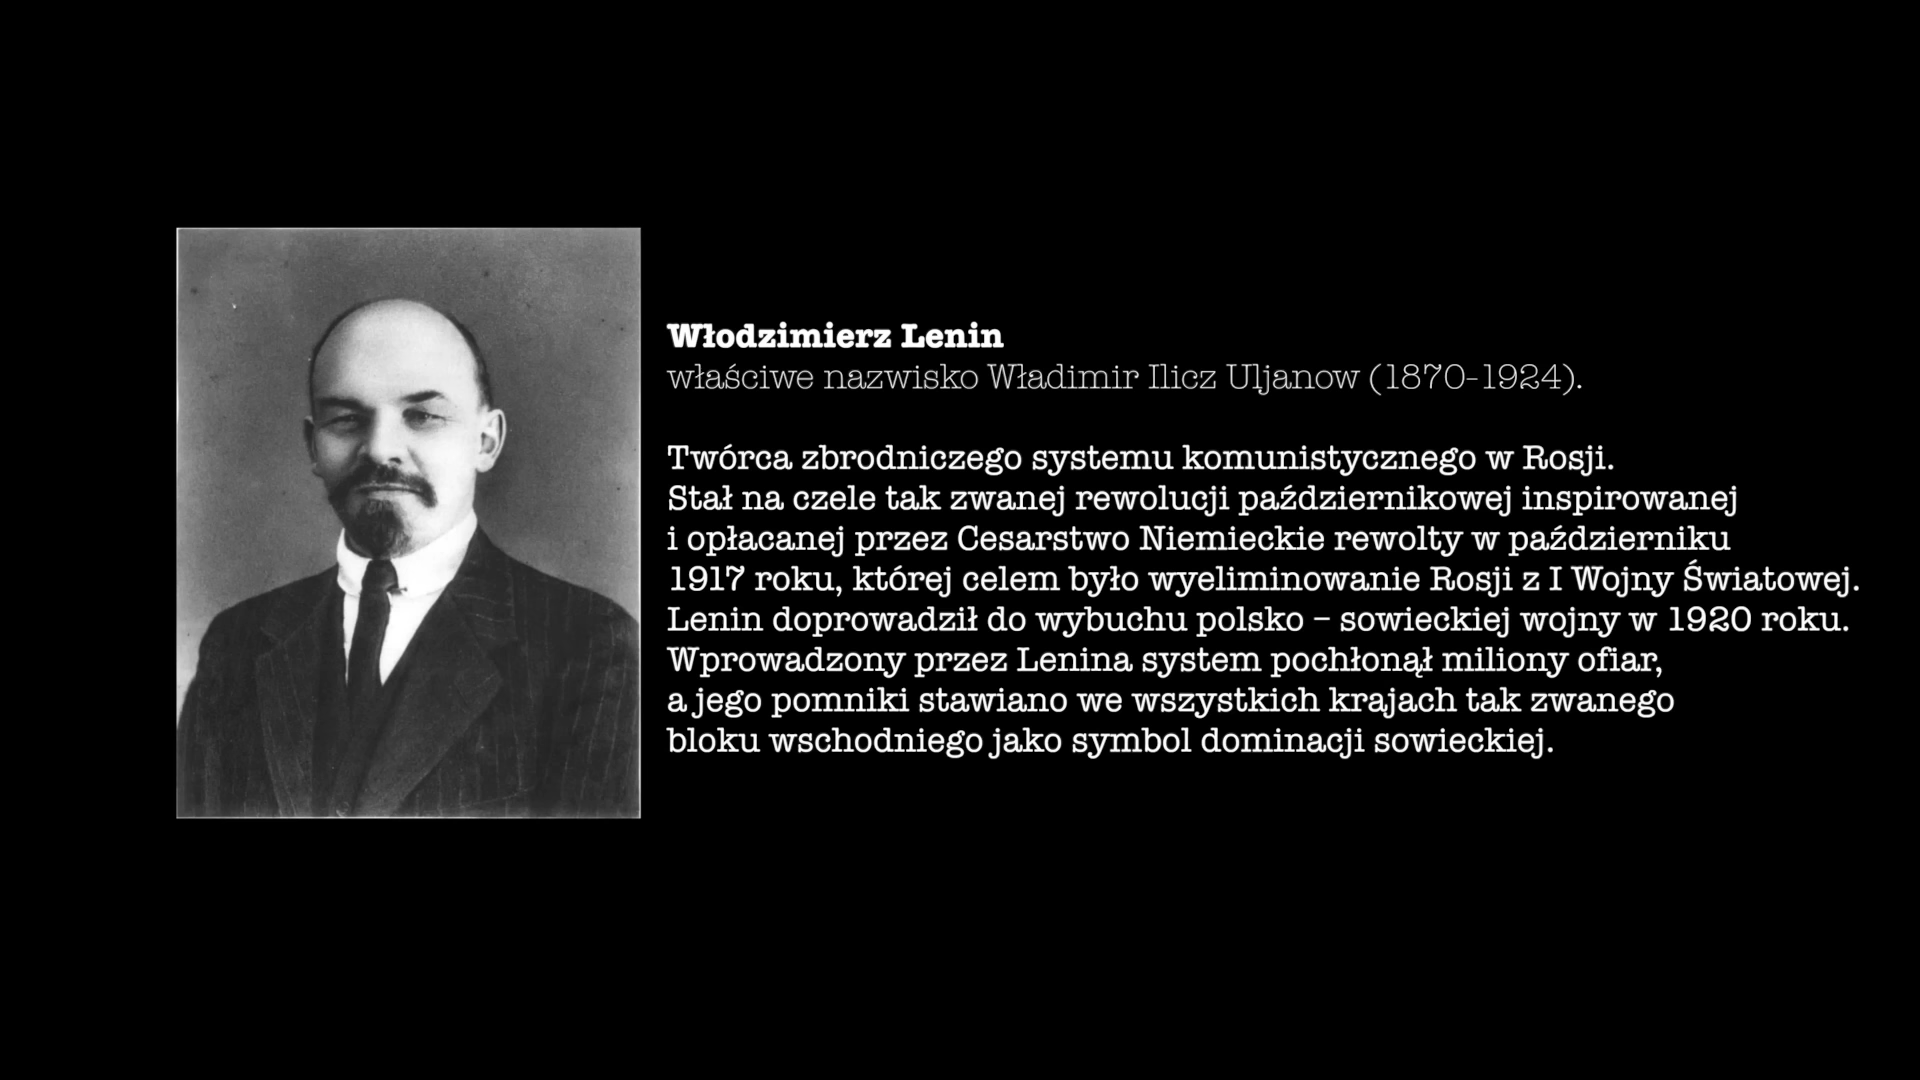 Włodzimierz Lenin
właściwe nazwisko Władimir Ilicz Uljanow (1870-1924).
Twórca zbrodniczego systemu komunistycznego w Rosji.
Stał na czele tak zwanej rewolucji październikowej inspirowanej
i opłacanej przez Cesarstwo Niemieckie rewolty w październiku
1917 roku, której celem było wyeliminowanie Rosji z I Wojny Światowej.
Lenin doprowadził do wybuchu polsko – sowieckiej wojny w 1920 roku.
Wprowadzony przez Lenina system pochłonął miliony ofiar,
a jego pomniki stawiano we wszystkich krajach tak zwanego
bloku wschodniego jako symbol dominacji sowieckiej.